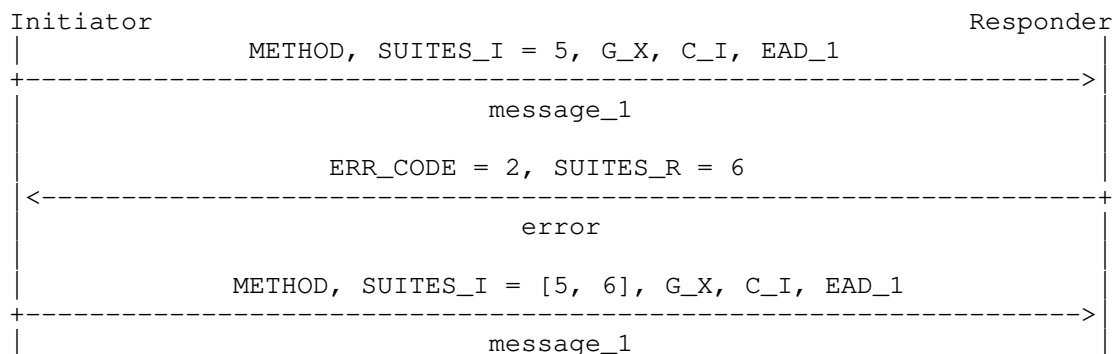 Initiator Responder
METHOD, SUITES_I = 5, G_X, C_I, EAD_1
message_1
ERR_CODE = 2, SUITES_R = 6
error
METHOD, SUITES_I = [5, 6], G_X, C_I, EAD_1
message_1